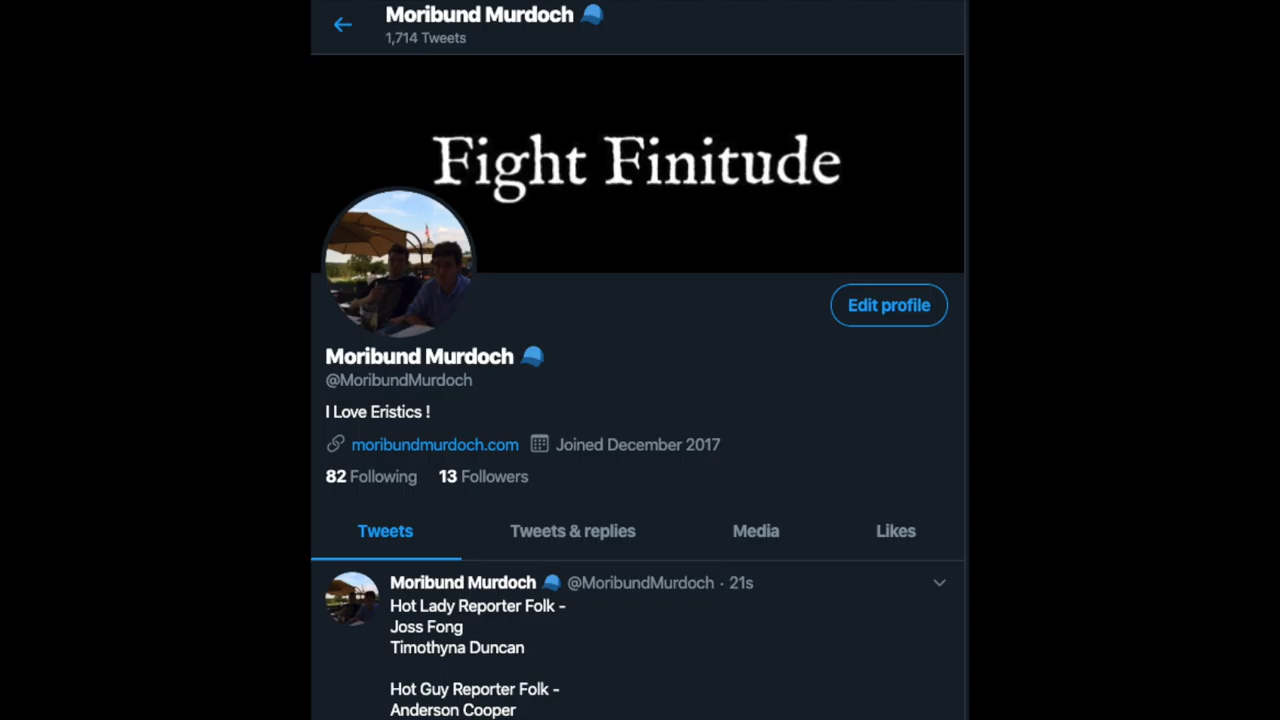 Moribund Murdoch
1,714 Tweets
Fight Finitude
Edit profile
Moribund Murdoch
@MoribundMurdoch
I Love Eristics !
moribundmurdoch.com Joined December 2017
82 Following 13 Followers
Tweets Tweets & replies Media Likes
Moribund Murdoch @MoribundMurdoch · 21s
Hot Lady Reporter Folk -
Joss Fong
Timothyna Duncan
Hot Guy Reporter Folk -
Anderson Cooper